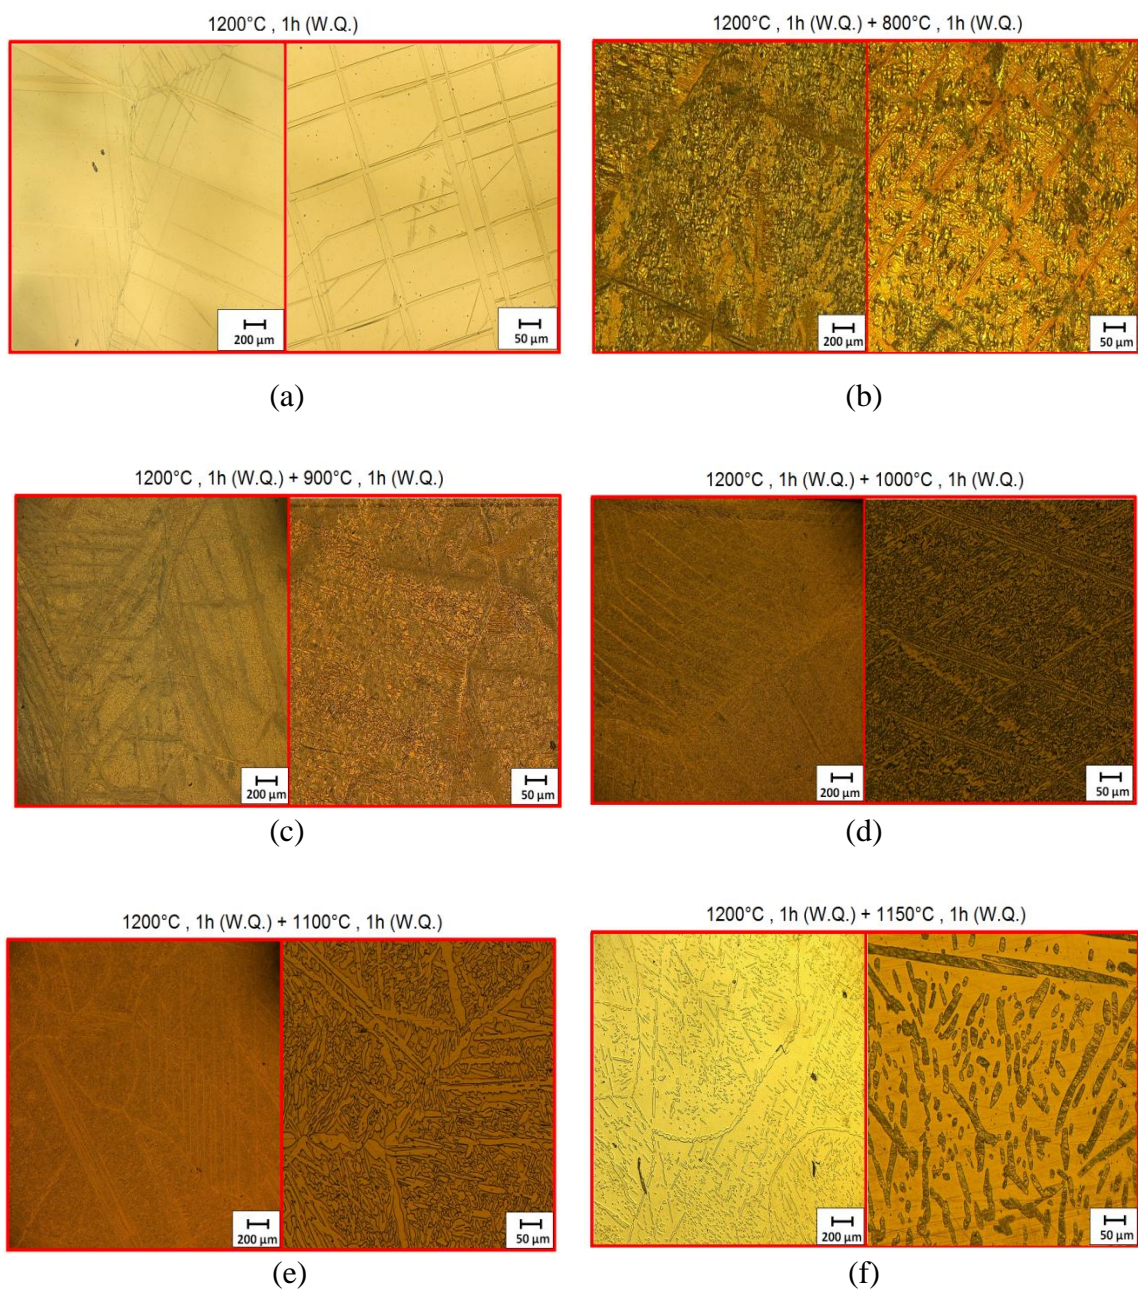 1200°C , 1h (W.Q.)
200 µm
50 µm
(a)
1200°C , 1h (W.Q.) + 800°C , 1h (W.Q.)
200 µm
50 µm
(b)
1200°C , 1h (W.Q.) + 900°C , 1h (W.Q.)
200 µm
50 µm
(c)
1200°C , 1h (W.Q.) + 1000°C , 1h (W.Q.)
200 µm
50 µm
(d)
1200°C , 1h (W.Q.) + 1100°C , 1h (W.Q.)
200 µm
50 µm
(e)
1200°C , 1h (W.Q.) + 1150°C , 1h (W.Q.)
200 µm
50 µm
(f)